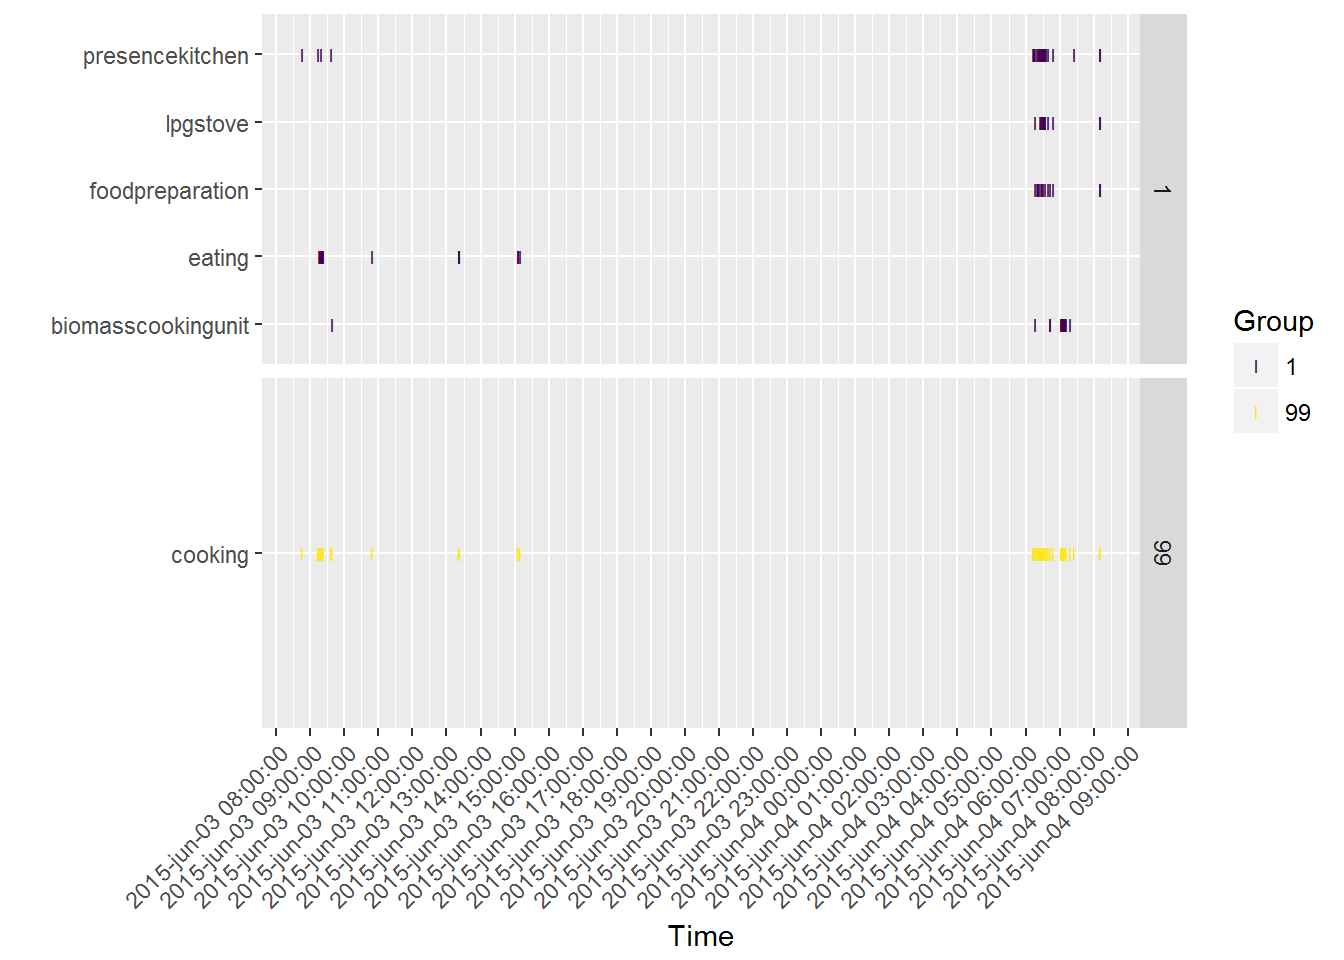 presencekitchen
lpgstove
foodpreparation
eating
biomasscookingunit
1
cooking
99
Group
1
99
2015-jun-03 08:00:00
2015-jun-03 09:00:00
2015-jun-03 10:00:00
2015-jun-03 11:00:00
2015-jun-03 12:00:00
2015-jun-03 13:00:00
2015-jun-03 14:00:00
2015-jun-03 15:00:00
2015-jun-03 16:00:00
2015-jun-03 17:00:00
2015-jun-03 18:00:00
2015-jun-03 19:00:00
2015-jun-03 20:00:00
2015-jun-03 21:00:00
2015-jun-03 22:00:00
2015-jun-03 23:00:00
2015-jun-04 00:00:00
2015-jun-04 01:00:00
2015-jun-04 02:00:00
2015-jun-04 03:00:00
2015-jun-04 04:00:00
2015-jun-04 05:00:00
2015-jun-04 06:00:00
2015-jun-04 07:00:00
2015-jun-04 08:00:00
2015-jun-04 09:00:00
Time